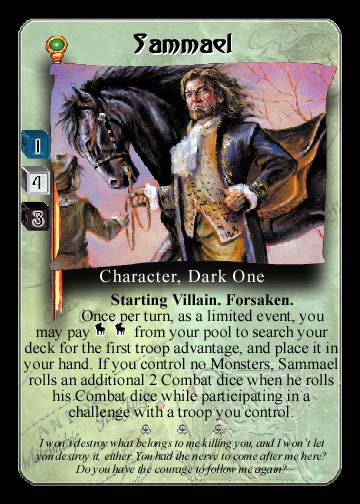 Sammael
1
4
3
Character, Dark One
Starting Villain. Forsaken.
Once per turn, as a limited event, you
may pay from your pool to search
your deck for the first troop advantage, and place it in
your hand. If you control no Monsters, Sammael
rolls an additional 2 Combat dice when he rolls
his Combat dice while participating in a
challenge with a troop you control.
I won't destroy what belongs to me killing you, and I won't let
you destroy it, either. You had the nerve to come after me here?
Do you have the courage to follow me again?